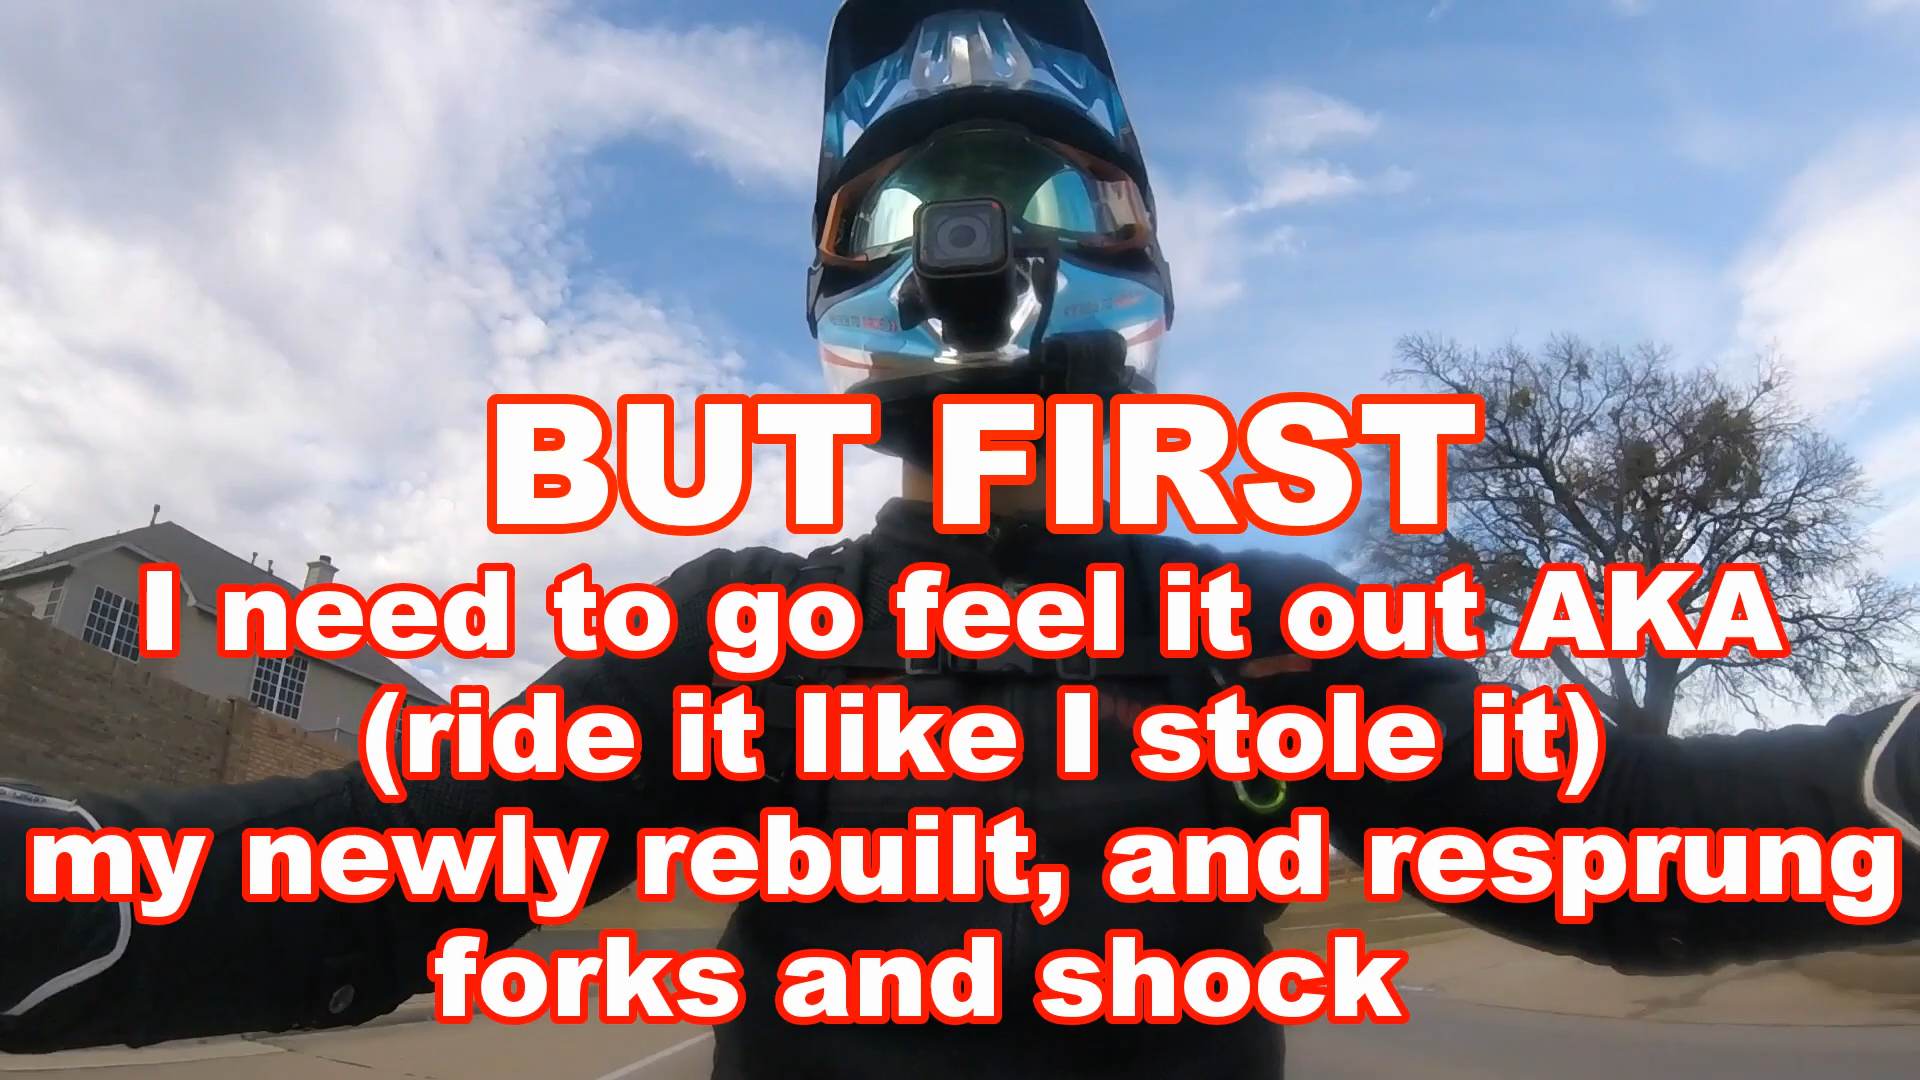 BUT FIRST
I need to go feel it out AKA
(ride it like I stole it)
my newly rebuilt, and resprung
forks and shock